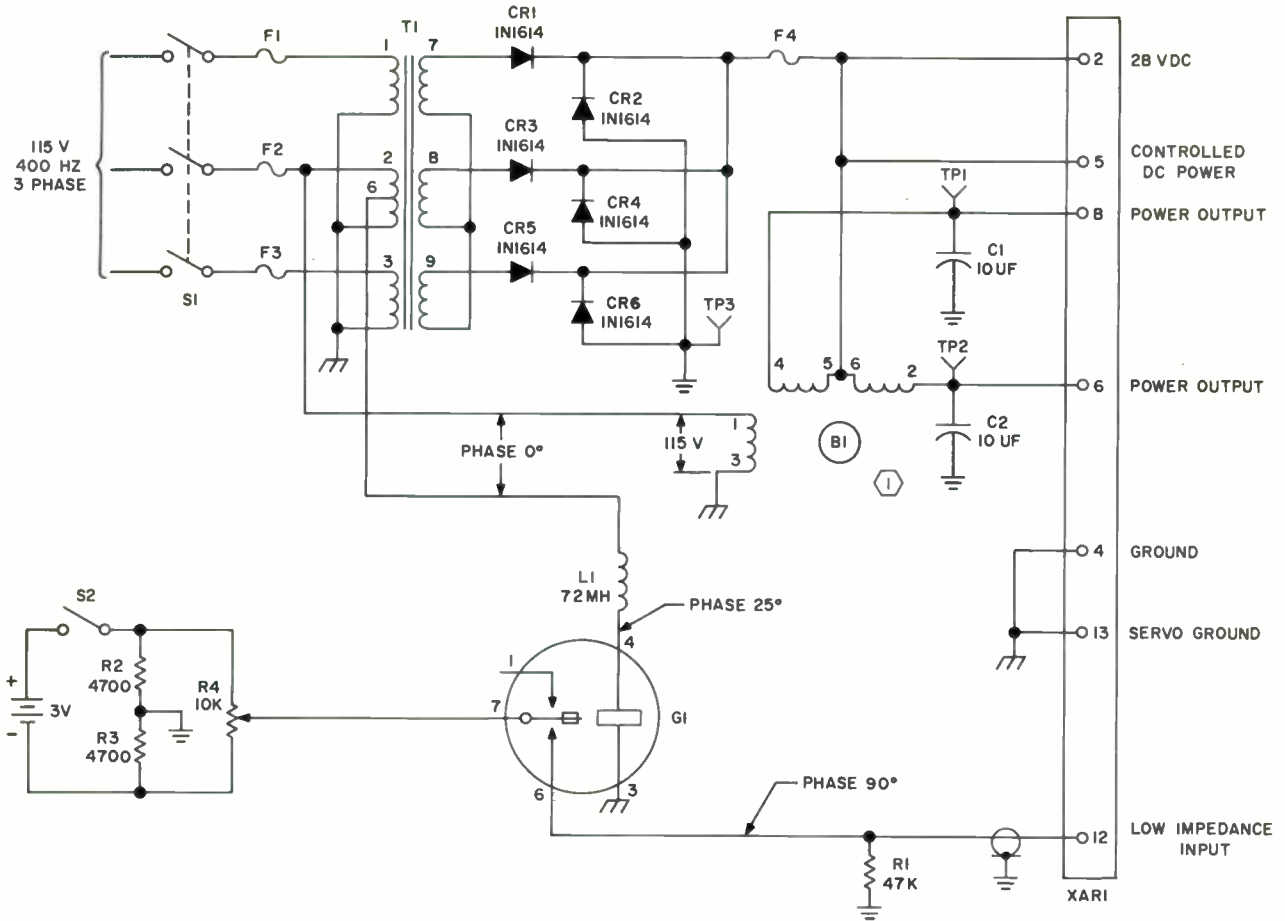 F1
T1
CR1
IN1614
F4
1
7
2
28 VDC
CR2
IN1614
115 V
400 HZ
3 PHASE
F2
2
6
8
CR3
IN1614
5
CONTROLLED
DC POWER
TP1
8
POWER OUTPUT
CR4
IN1614
F3
3
9
CR5
IN1614
C1
10 UF
S1
CR6
IN1614
TP3
TP2
4
5
6
2
6
POWER OUTPUT
PHASE 0°
115 V
1
3
B1
1
C2
10 UF
4
GROUND
L1
72MH
PHASE 25°
S2
13
SERVO GROUND
4
R2
4700
+
3V
-
R4
10K
1
7
G1
R3
4700
6
3
PHASE 90°
12
LOW IMPEDANCE
INPUT
R1
47K
XAR1